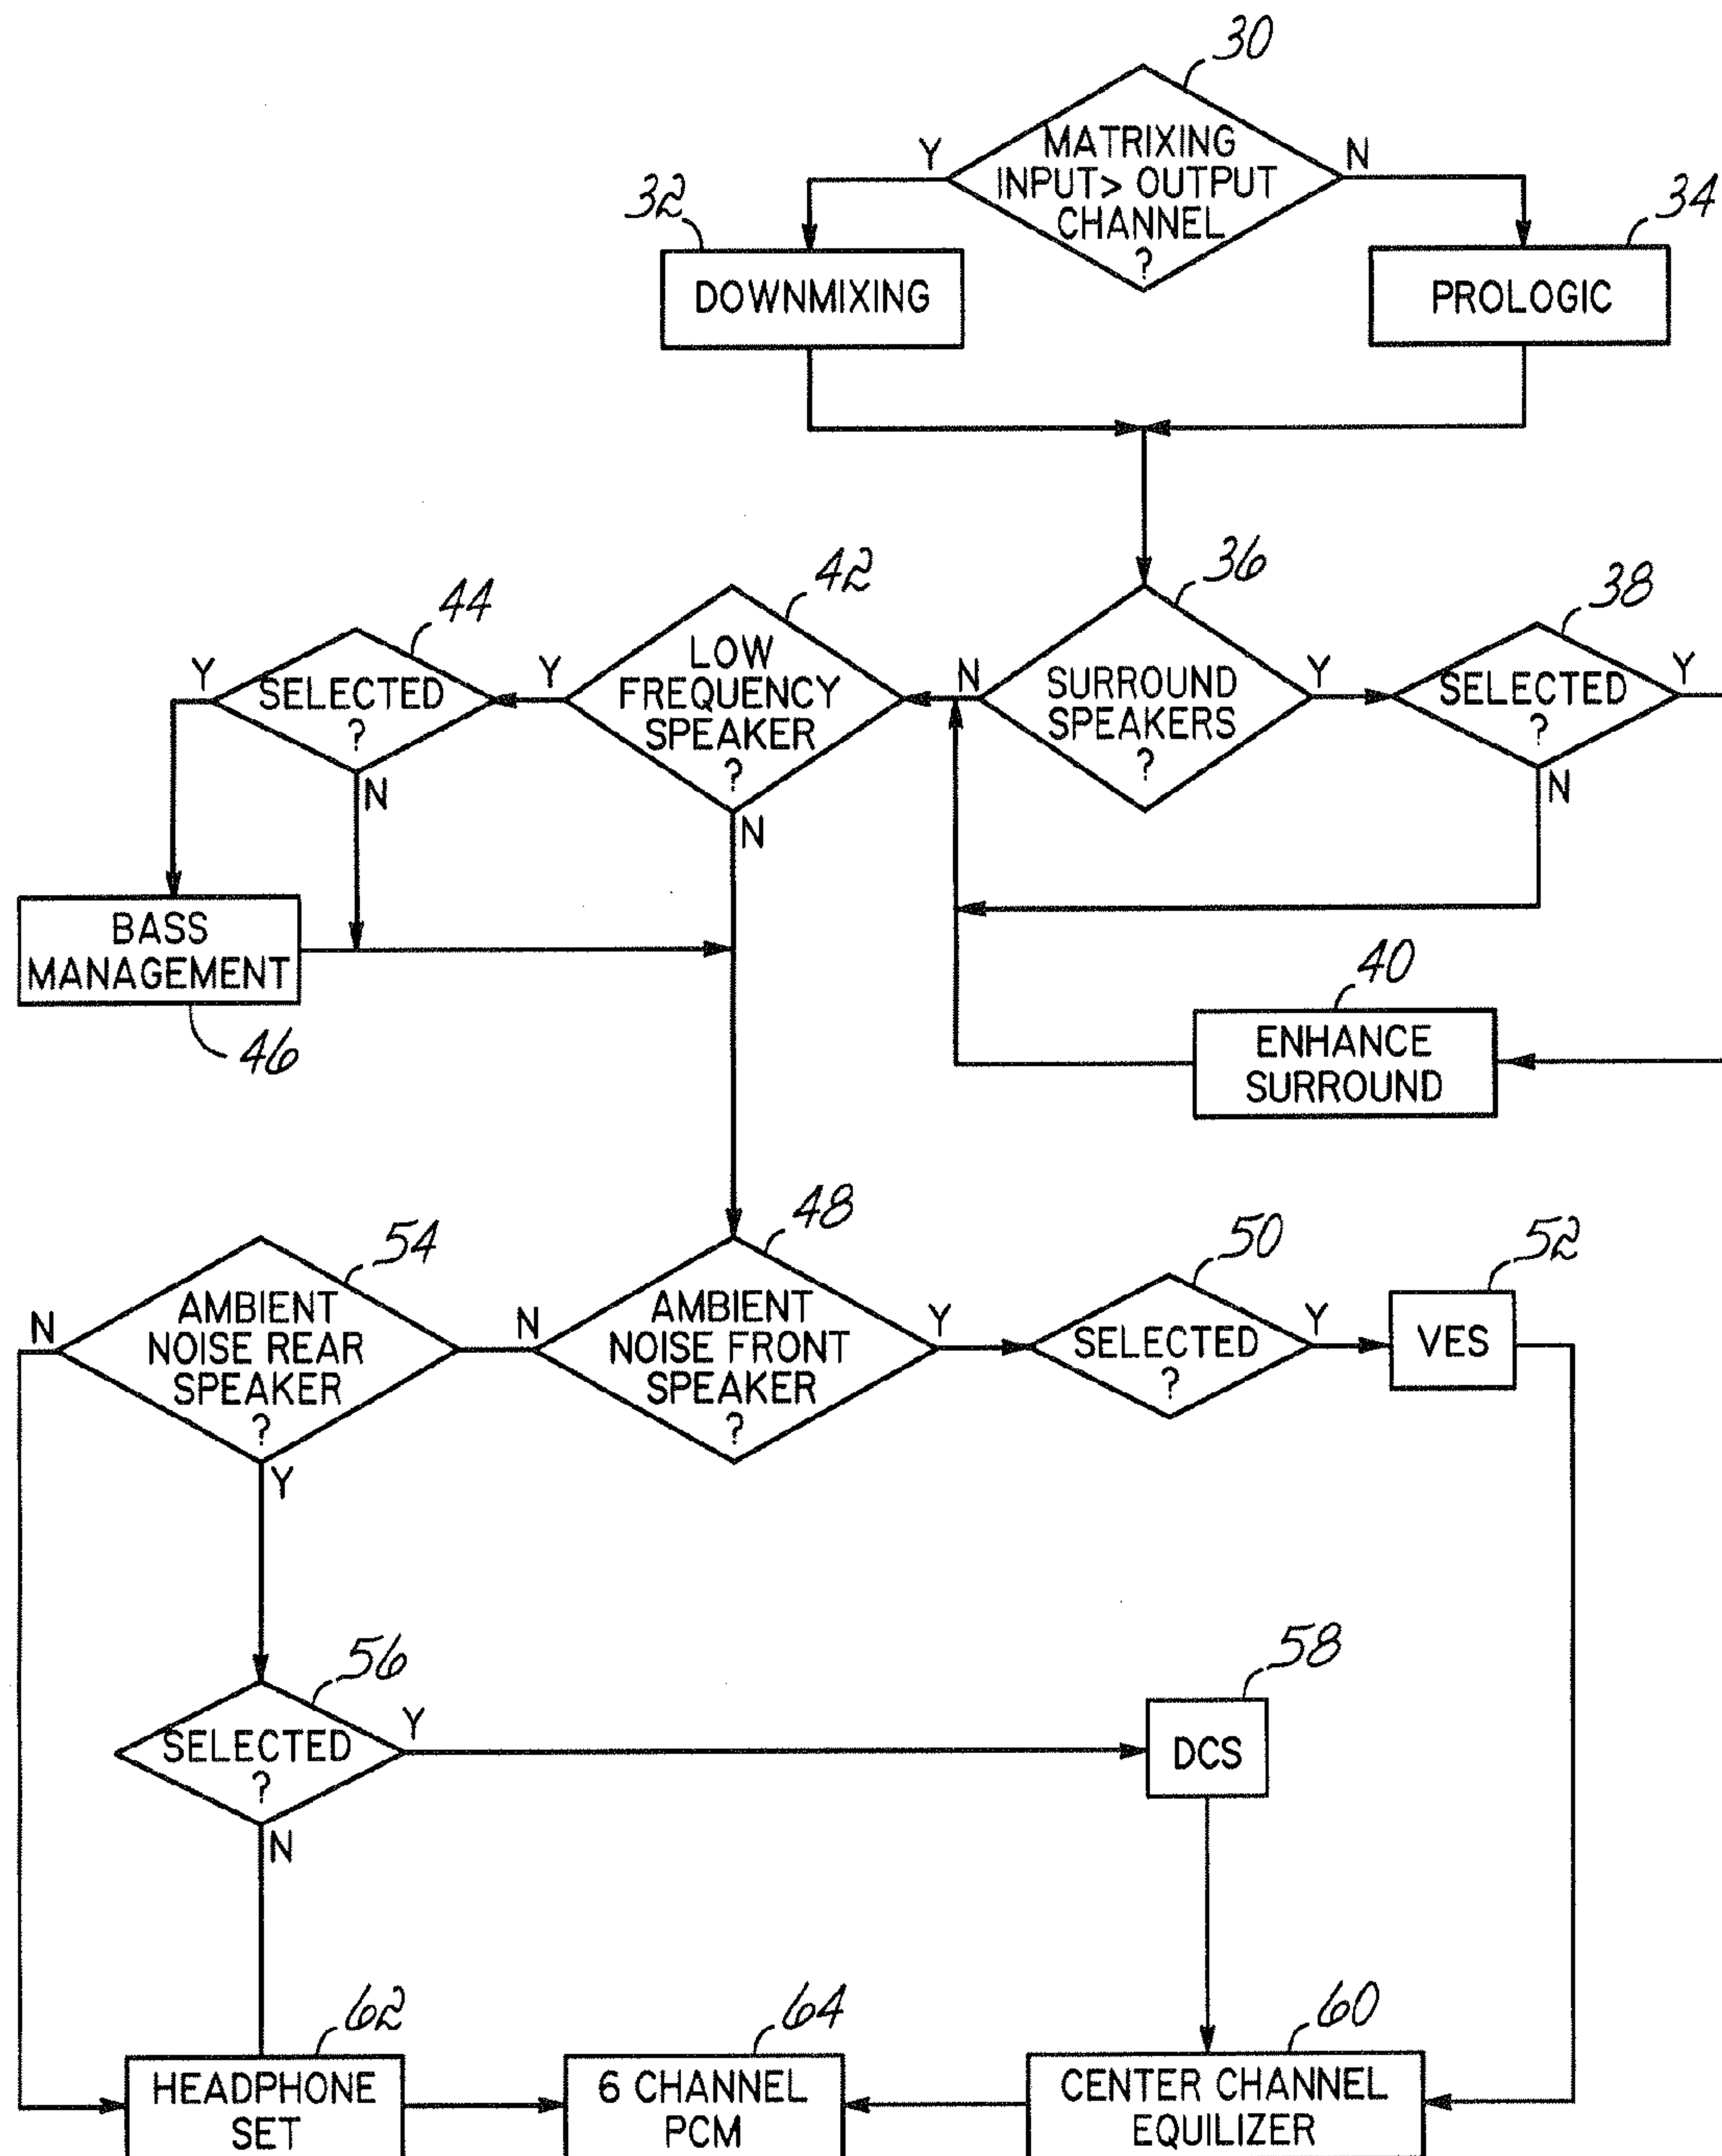 30
MATRIXING
INPUT> OUTPUT
CHANNEL
?
Y
N
32
DOWNMIXING
34
PROLOGIC
36
SURROUND
SPEAKERS
?
N
Y
38
SELECTED
?
Y
N
40
ENHANCE
SURROUND
42
LOW
FREQUENCY
SPEAKER
?
Y
N
44
SELECTED
?
Y
N
BASS
MANAGEMENT
46
48
AMBIENT
NOISE FRONT
SPEAKER
?
N
Y
50
SELECTED
?
Y
52
VES
54
AMBIENT
NOISE REAR
SPEAKER
?
N
Y
56
SELECTED
?
Y
N
58
DCS
62
HEADPHONE
SET
64
6 CHANNEL
PCM
60
CENTER CHANNEL
EQUILIZER